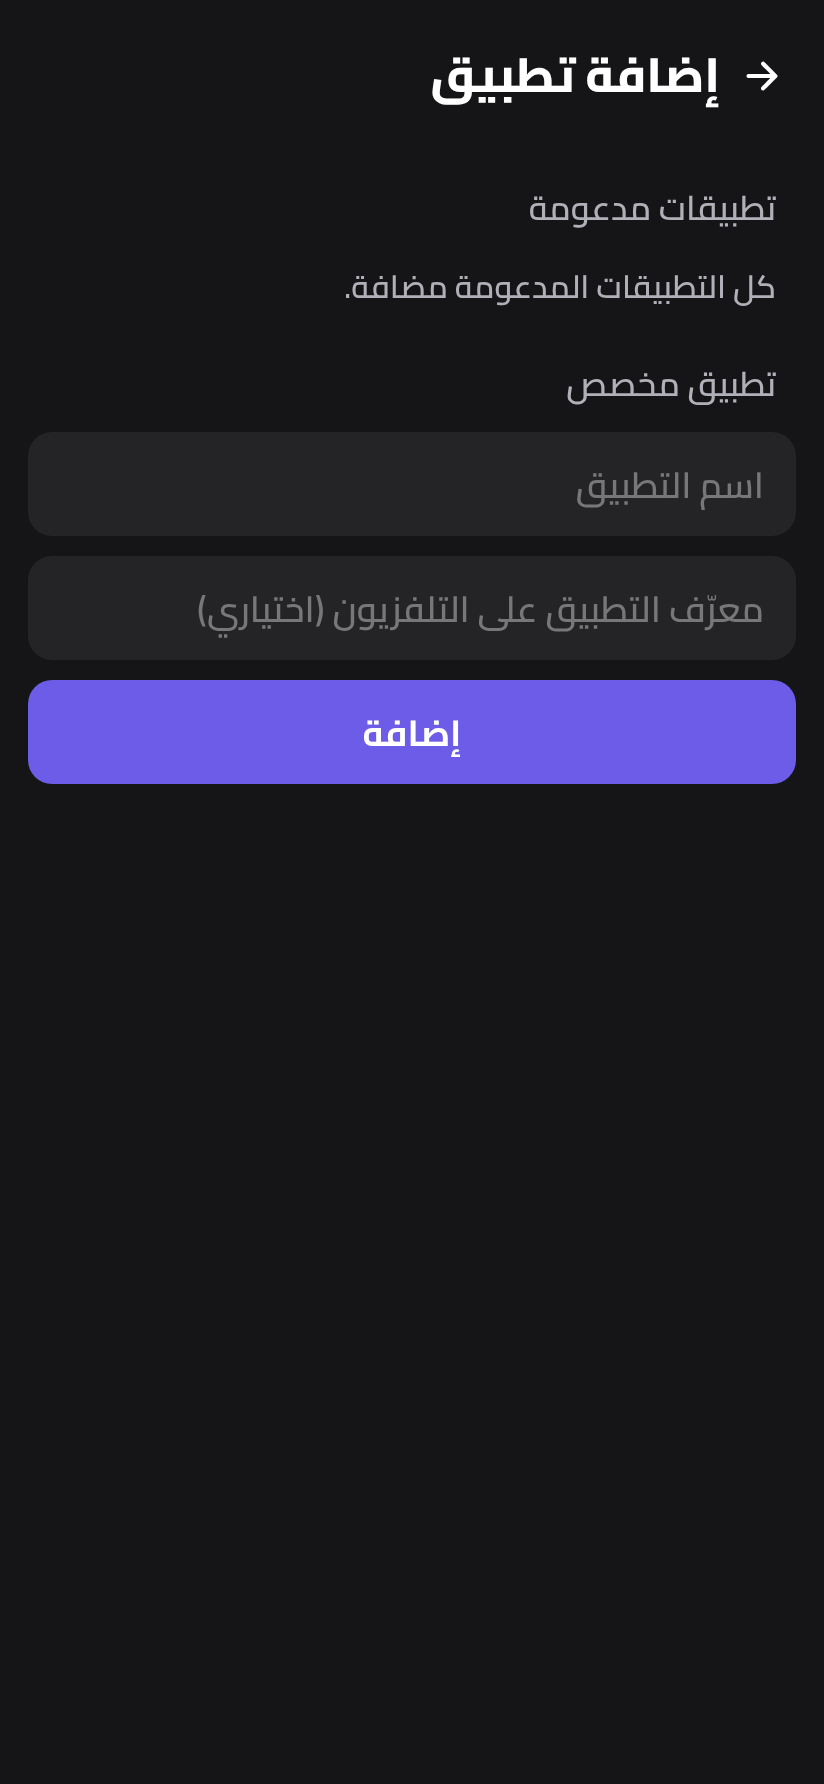 إضافة تطبيق
تطبيقات مدعومة
كل التطبيقات المدعومة مضافة.
تطبيق مخصص
اسم التطبيق
معرّف التطبيق على التلفزيون (اختياري)
إضافة